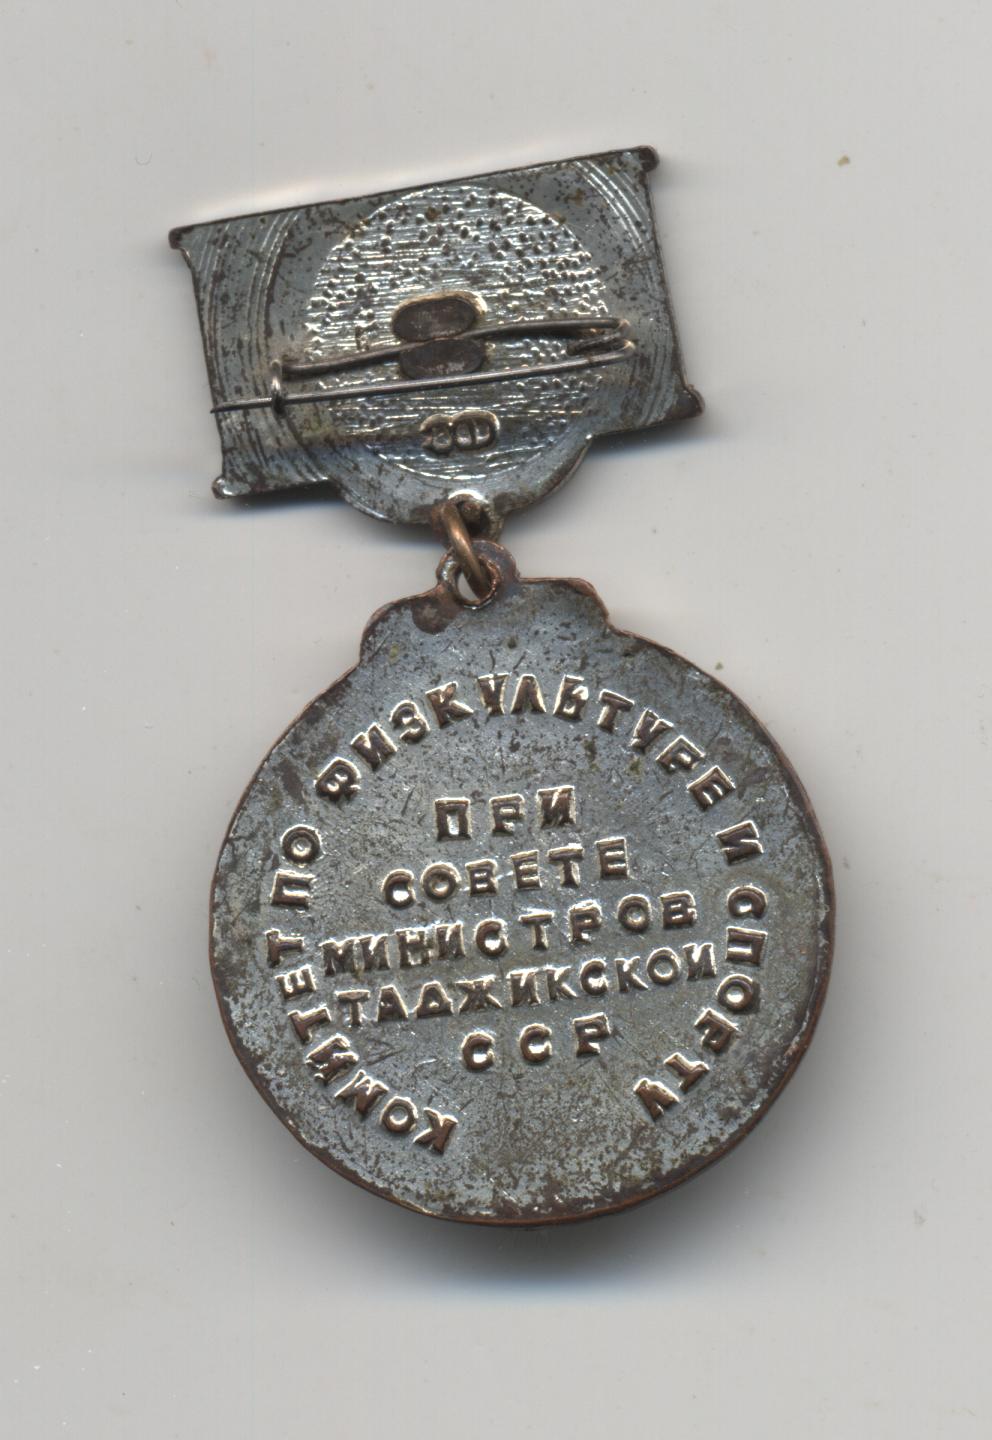 КОМИТЕТ ПО ФИЗКУЛЬТУРЕ И СПОРТУ
ПРИ
СОВЕТЕ
МИНИСТРОВ
ТАДЖИКСКОЙ
ССР